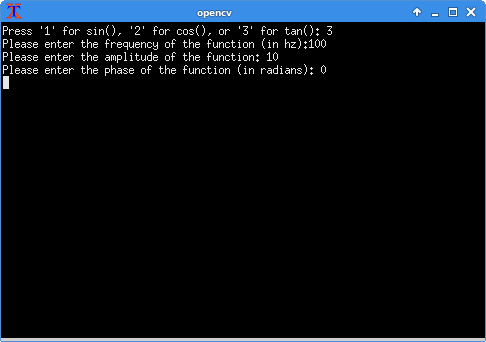 opencv
Press '1' for sin(), '2' for cos(), or '3' for tan(): 3
Please enter the frequency of the function (in hz):100
Please enter the amplitude of the function: 10
Please enter the phase of the function (in radians): 0